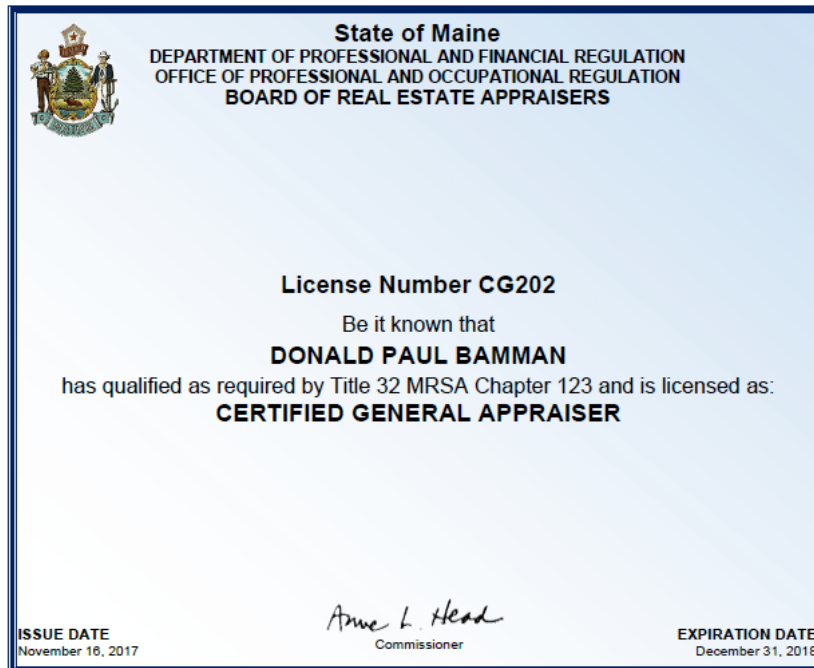 State of Maine
DEPARTMENT OF PROFESSIONAL AND FINANCIAL REGULATION
OFFICE OF PROFESSIONAL AND OCCUPATIONAL REGULATION
BOARD OF REAL ESTATE APPRAISERS
License Number CG202
Be it known that
DONALD PAUL BAMMAN
has qualified as required by Title 32 MRSA Chapter 123 and is licensed as:
CERTIFIED GENERAL APPRAISER
Anne L. Head
Commissioner
ISSUE DATE
November 16, 2017
EXPIRATION DATE
December 31, 2018